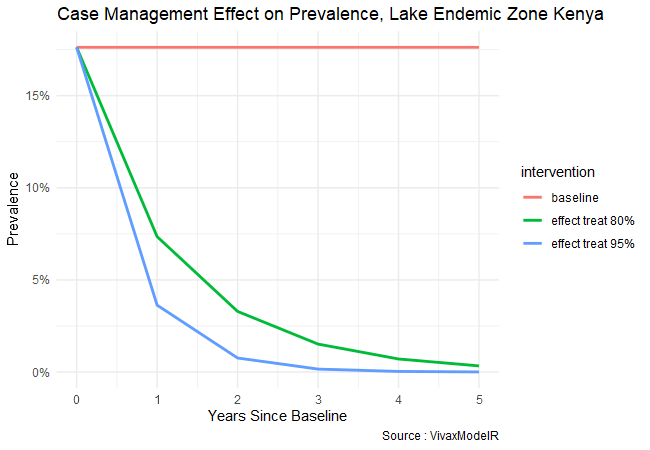 Case Management Effect on Prevalence, Lake Endemic Zone Kenya
Prevalence
15%
10%
5%
0%
0 1 2 3 4 5
Years Since Baseline
intervention
baseline
effect treat 80%
effect treat 95%
Source : VivaxModelR